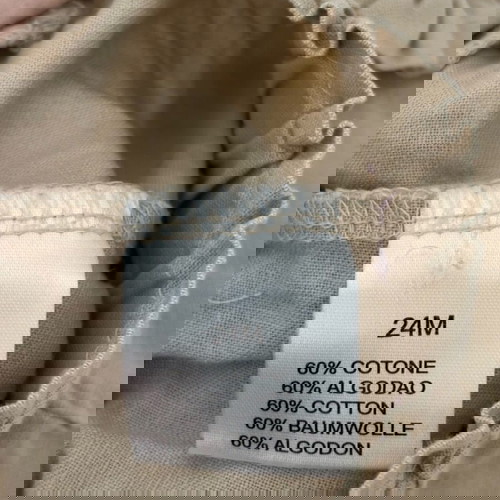 24M
60% COTONE
60% ALGODAO
60% COTTON
60% BAUMWOLLE
60% ALGODON